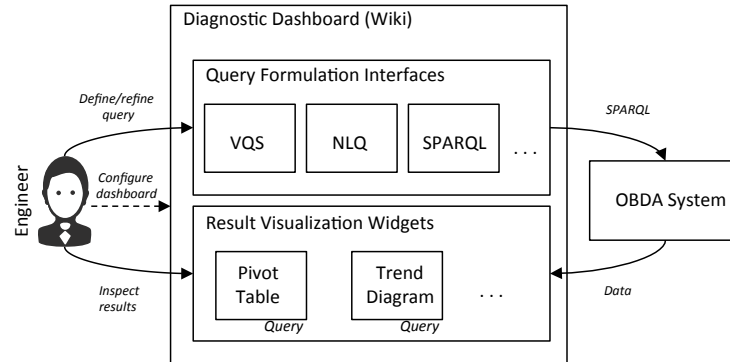 Diagnostic Dashboard (Wiki)
Query Formulation Interfaces
Define/refine
query
VQS
NLQ
SPARQL
. . .
SPARQL
Engineer
Configure
dashboard
OBDA System
Result Visualization Widgets
Pivot
Table
Query
Trend
Diagram
Query
. . .
Inspect
results
Data